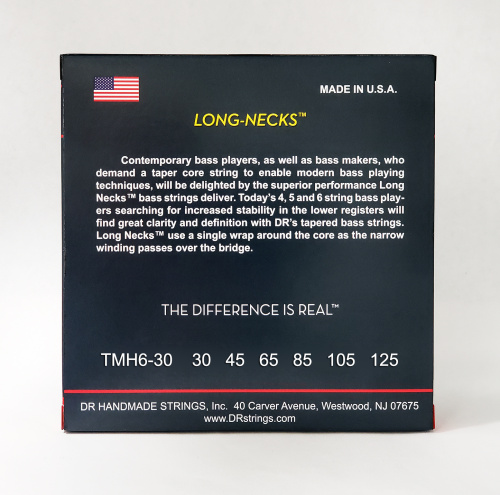 MADE IN U.S.A.
LONG-NECKS™
Contemporary bass players, as well as bass makers, who
demand a taper core string to enable modern bass playing
techniques, will be delighted by the superior performance Long
Necks™ bass strings deliver. Today's 4, 5 and 6 string bass play-
ers searching for increased stability in the lower registers will
find great clarity and definition with DR's tapered bass strings.
Long Necks™ use a single wrap around the core as the narrow
winding passes over the bridge.
THE DIFFERENCE IS REAL™
TMH6-30 30 45 65 85 105 125
DR HANDMADE STRINGS, Inc. 40 Carver Avenue, Westwood, NJ 07675
www.DRstrings.com